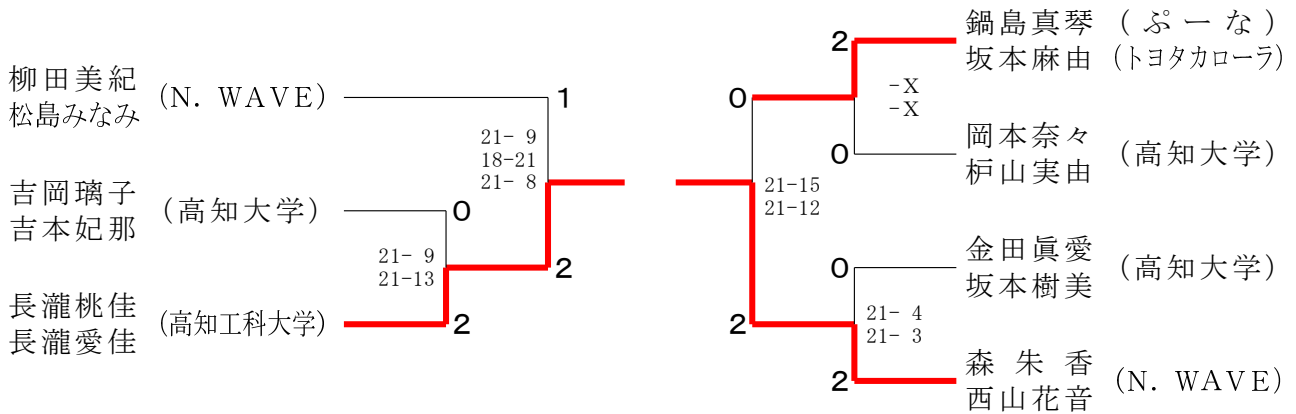 柳田美紀
松島みなみ
(N. WAVE)
1
21- 9
18-21
21- 8
吉岡璃子
吉本妃那
(高知大学)
0
21- 9
21-13
2
長瀧桃佳
長瀧愛佳
(高知工科大学)
2
鍋島真琴 (ぷーな)
坂本麻由 (トヨタカローラ)
2
0
-X
-X
岡本奈々
枦山実由
(高知大学)
0
21-15
21-12
金田眞愛
坂本樹美
(高知大学)
0
2
21- 4
21- 3
森 朱 香
西山花音
(N. WAVE)
2